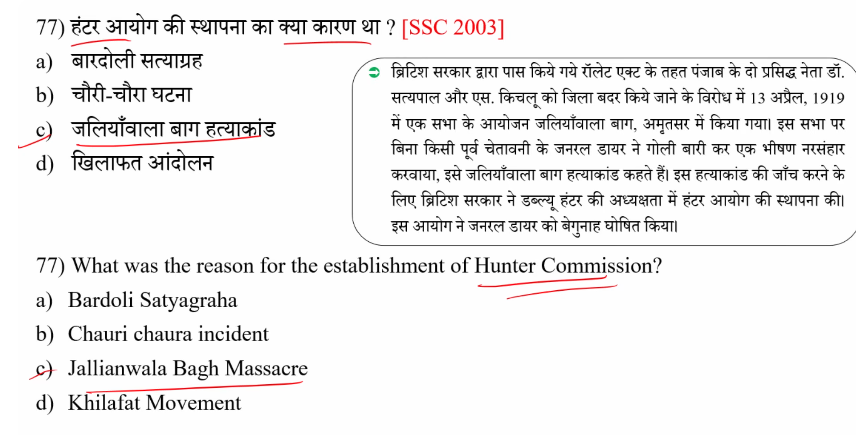 77) हंटर आयोग की स्थापना का क्या कारण था ? [SSC 2003]
a) बारदोली सत्याग्रह
b) चौरी-चौरा घटना
c) जलियाँवाला बाग हत्याकांड
d) खिलाफत आंदोलन
ब्रिटिश सरकार द्वारा पास किये गये रॉलेट एक्ट के तहत पंजाब के दो प्रसिद्ध नेता डॉ.
सत्यपाल और एस. किचलू को जिला बदर किये जाने के विरोध में 13 अप्रैल, 1919
में एक सभा के आयोजन जलियाँवाला बाग, अमृतसर में किया गया। इस सभा पर
बिना किसी पूर्व चेतावनी के जनरल डायर ने गोली बारी कर एक भीषण नरसंहार
करवाया, इसे जलियाँवाला बाग हत्याकांड कहते हैं। इस हत्याकांड की जाँच करने के
लिए ब्रिटिश सरकार ने डब्ल्यू हंटर की अध्यक्षता में हंटर आयोग की स्थापना की।
इस आयोग ने जनरल डायर को बेगुनाह घोषित किया।
77) What was the reason for the establishment of Hunter Commission?
a) Bardoli Satyagraha
b) Chauri chaura incident
c) Jallianwala Bagh Massacre
d) Khilafat Movement